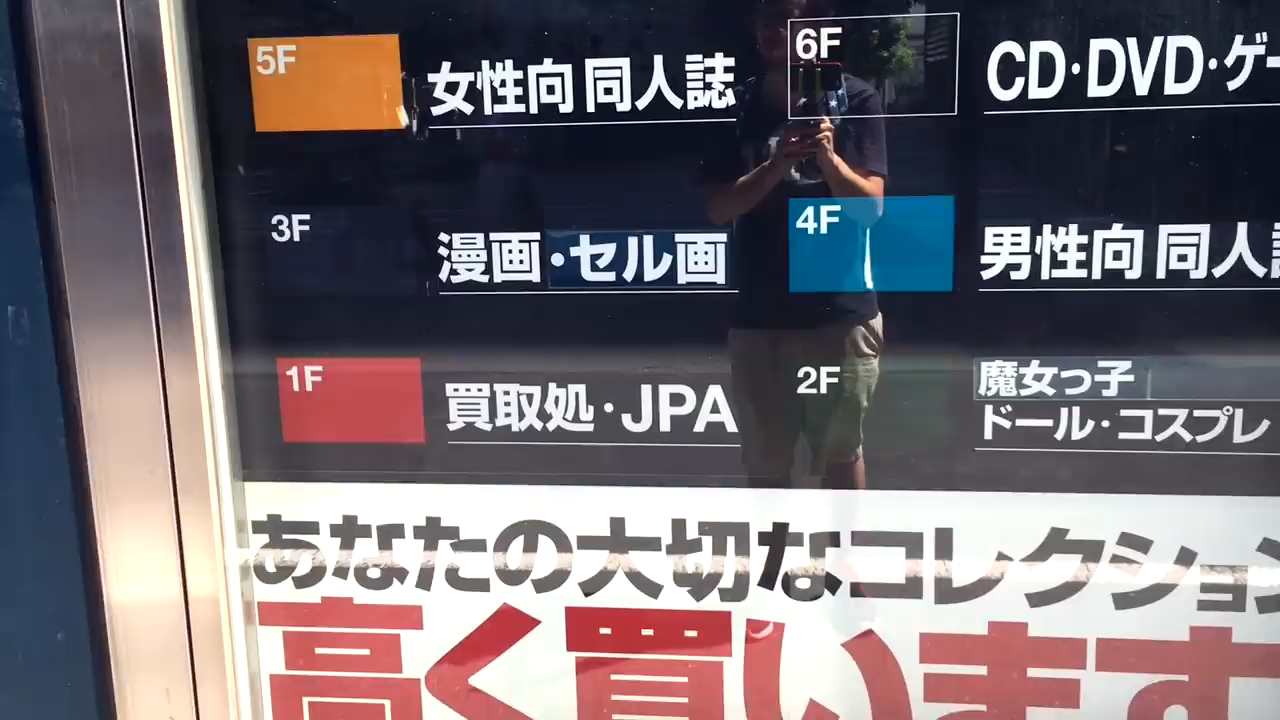 5F 女性向 同人誌
6F CD・DVD・ゲー
3F 漫画・セル画
4F 男性向 同人誌
1F 買取処・JPA
2F 魔女っ子
ドール・コスプレ
あなたの大切なコレクション
高く買います